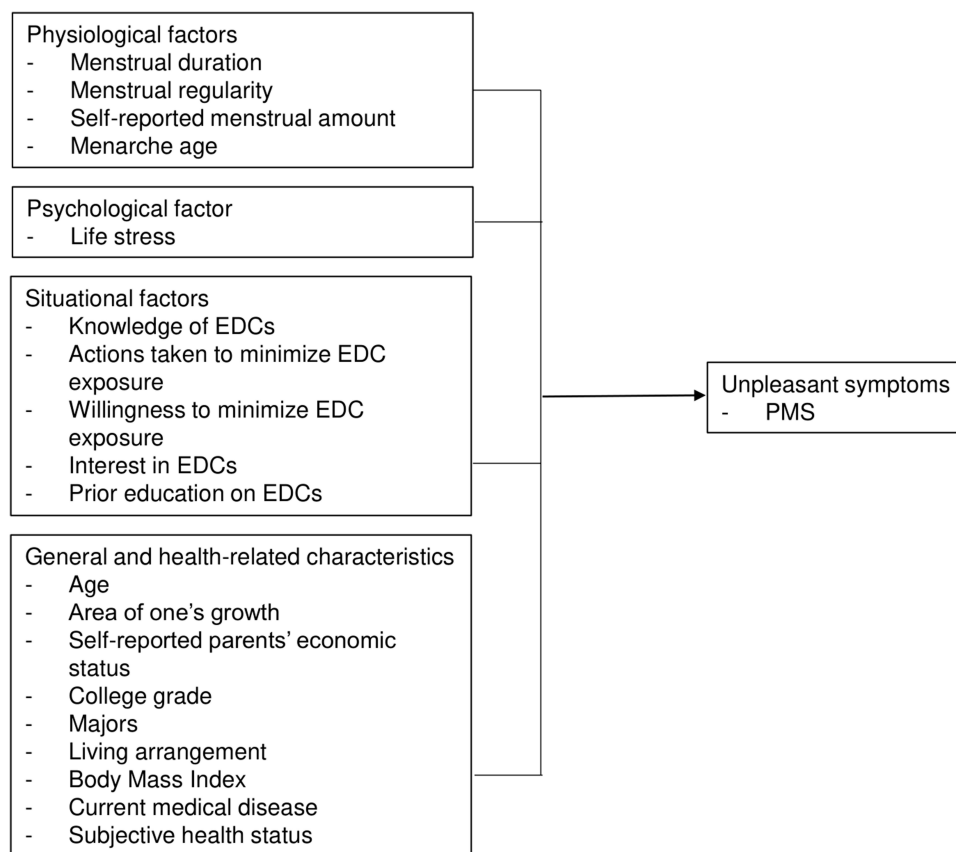 Physiological factors
- Menstrual duration
- Menstrual regularity
- Self-reported menstrual amount
- Menarche age
Psychological factor
- Life stress
Situational factors
- Knowledge of EDCs
- Actions taken to minimize EDC
exposure
- Willingness to minimize EDC
exposure
- Interest in EDCs
- Prior education on EDCs
General and health-related characteristics
- Age
- Area of one’s growth
- Self-reported parents’ economic
status
- College grade
- Majors
- Living arrangement
- Body Mass Index
- Current medical disease
- Subjective health status
Unpleasant symptoms
- PMS